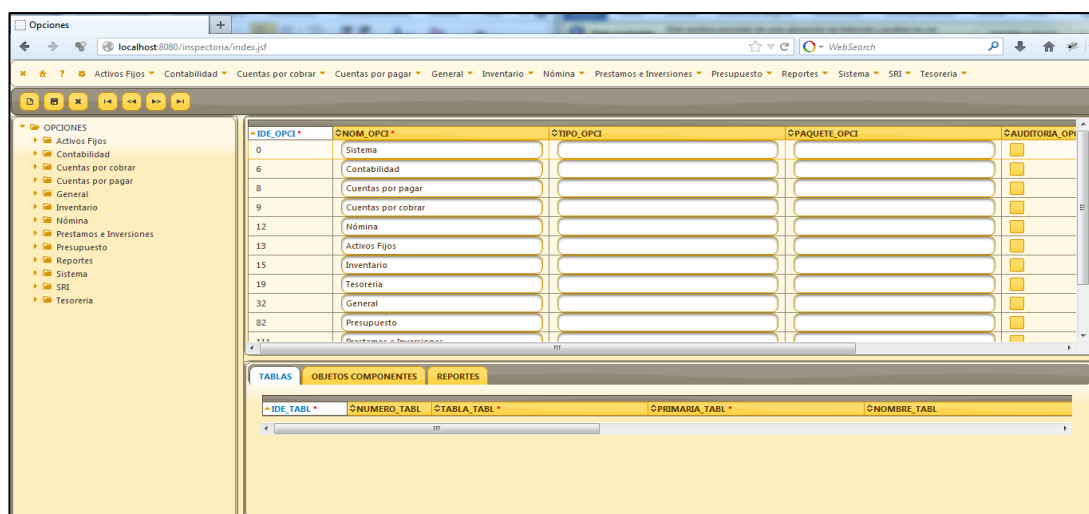 Opciones
localhost:8080/inspectoria/index.jsf
WebSearch
? Activos Fijos Contabilidad Cuentas por cobrar Cuentas por pagar General Inventario Nómina Prestamos e Inversiones Presupuesto Reportes Sistema SRI Tesoreria
OPCIONES
Activos Fijos
Contabilidad
Cuentas por cobrar
Cuentas por pagar
General
Inventario
Nómina
Prestamos e Inversiones
Presupuesto
Reportes
Sistema
SRI
Tesoreria
IDE_OPCI * NOM_OPCI * TIPO_OPCI PAQUETE_OPCI AUDITORIA_OPC
0 Sistema
6 Contabilidad
8 Cuentas por pagar
9 Cuentas por cobrar
12 Nómina
13 Activos Fijos
15 Inventario
19 Tesoreria
32 General
82 Presupuesto
111 Prestamos e Inversiones
TABLAS OBJETOS COMPONENTES REPORTES
IDE_TABL * NUMERO_TABL TABLA_TABL * PRIMARIA_TABL * NOMBRE_TABL